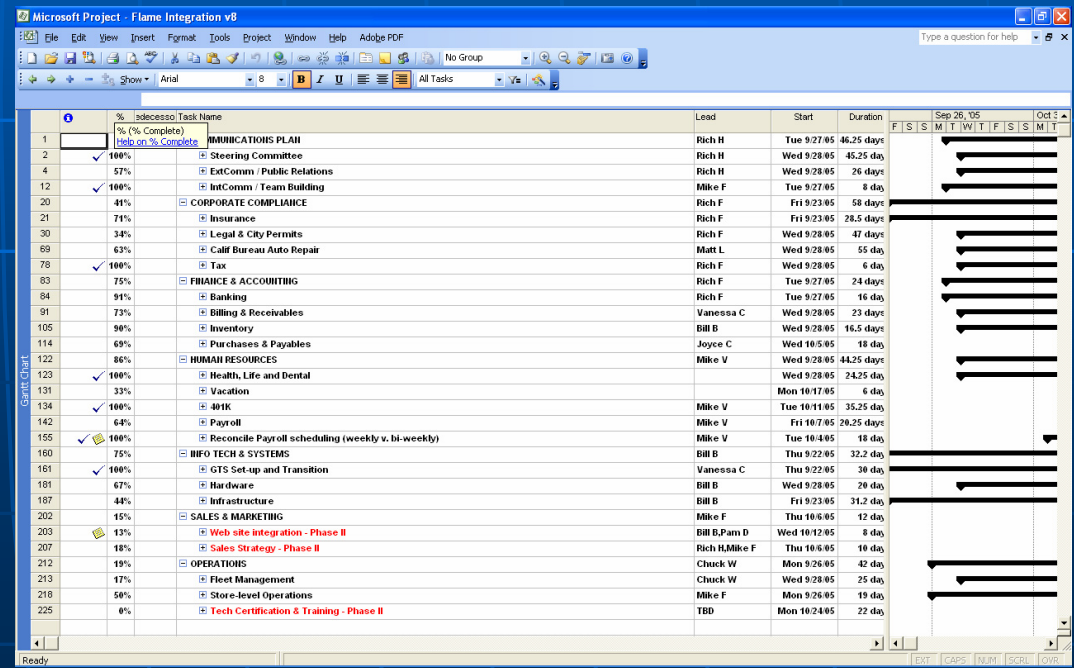 Microsoft Project - Flame Integration v8
File Edit View Insert Format Tools Project Window Help Adobe PDF Type a question for help
No Group
Show Arial 8 B I U All Tasks
% edecesso Task Name Lead Start Duration Sep 26, '05 Oct 3
F S S M T W T F S S M T
% (% Complete)
Help on % Complete
1 MMUNICATIONS PLAN Rich H Tue 9/27/05 46.25 days
2 100% Steering Committee Rich H Wed 9/28/05 45.25 days
4 57% ExtComm / Public Relations Rich H Wed 9/28/05 26 days
12 100% IntComm / Team Building Mike F Tue 9/27/05 8 day
20 41% CORPORATE COMPLIANCE Rich F Fri 9/23/05 58 days
21 71% Insurance Rich F Fri 9/23/05 28.5 days
30 34% Legal & City Permits Rich F Wed 9/28/05 47 days
69 63% Calif Bureau Auto Repair Matt L Wed 9/28/05 55 day
78 100% Tax Rich F Wed 9/28/05 6 day
83 75% FINANCE & ACCOUNTING Rich F Tue 9/27/05 24 days
84 91% Banking Rich F Tue 9/27/05 16 day
91 73% Billing & Receivables Vanessa C Wed 9/28/05 23 days
105 90% Inventory Bill B Wed 9/28/05 16.5 days
114 69% Purchases & Payables Joyce C Wed 10/5/05 18 day
122 86% HUMAN RESOURCES Mike V Wed 9/28/05 44.25 days
123 100% Health, Life and Dental Wed 9/28/05 24.25 day
131 33% Vacation Mon 10/17/05 6 day
134 100% 401K Mike V Tue 10/11/05 35.25 day
142 64% Payroll Mike V Fri 10/7/05 20.25 days
155 100% Reconcile Payroll scheduling (weekly v. bi-weekly) Mike V Tue 10/4/05 18 day
160 75% INFO TECH & SYSTEMS Bill B Thu 9/22/05 32.2 day
161 100% GTS Set-up and Transition Vanessa C Thu 9/22/05 30 day
181 67% Hardware Bill B Wed 9/28/05 20 day
187 44% Infrastructure Bill B Fri 9/23/05 31.2 day
202 15% SALES & MARKETING Mike F Thu 10/6/05 12 day
203 13% Web site integration - Phase II Bill B,Pam D Wed 10/12/05 8 day
207 18% Sales Strategy - Phase II Rich H,Mike F Thu 10/6/05 10 day
212 19% OPERATIONS Chuck W Mon 9/26/05 42 day
213 17% Fleet Management Chuck W Wed 9/28/05 25 day
218 50% Store-level Operations Mike F Mon 9/26/05 19 day
225 0% Tech Certification & Training - Phase II TBD Mon 10/24/05 22 day
Gantt Chart
Ready EXT CAPS NUM SCRL OVR